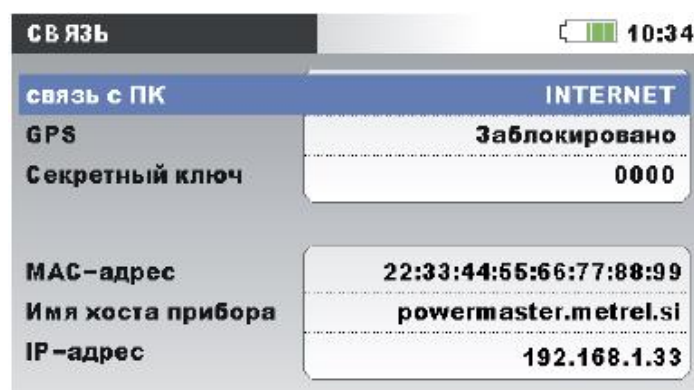 СВЯЗЬ 10:34
связь с ПК INTERNET
GPS Заблокировано
Секретный ключ 0000
MAC-адрес 22:33:44:55:66:77:88:99
Имя хоста прибора powermaster.metrel.si
IP-адрес 192.168.1.33